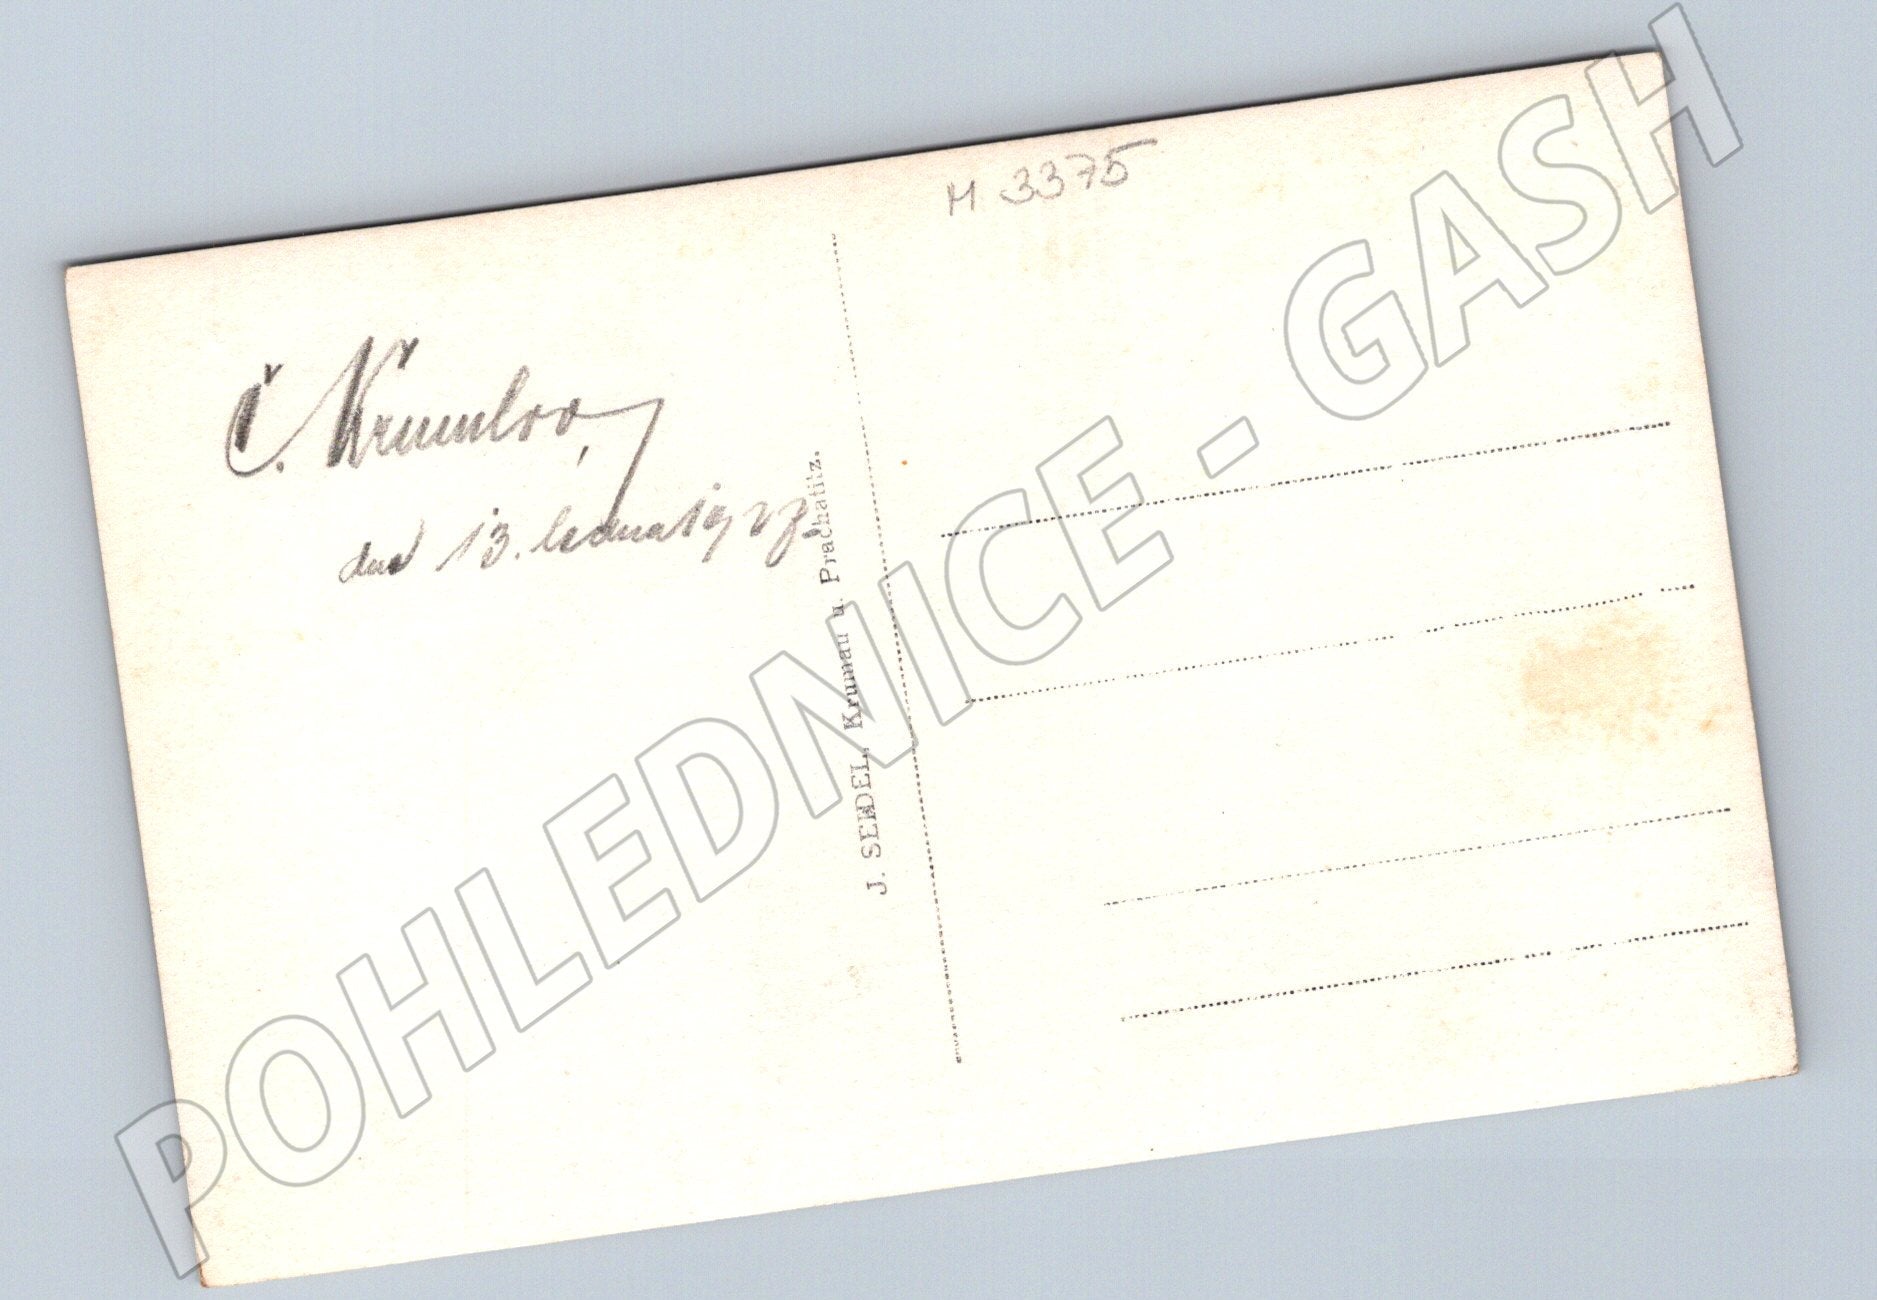 M 3375
Č. Krumlov,
dne 13. ledna 1927.
J. SEIDEL, Krumau u. Prachatitz.
POHLEDNICE - GASH